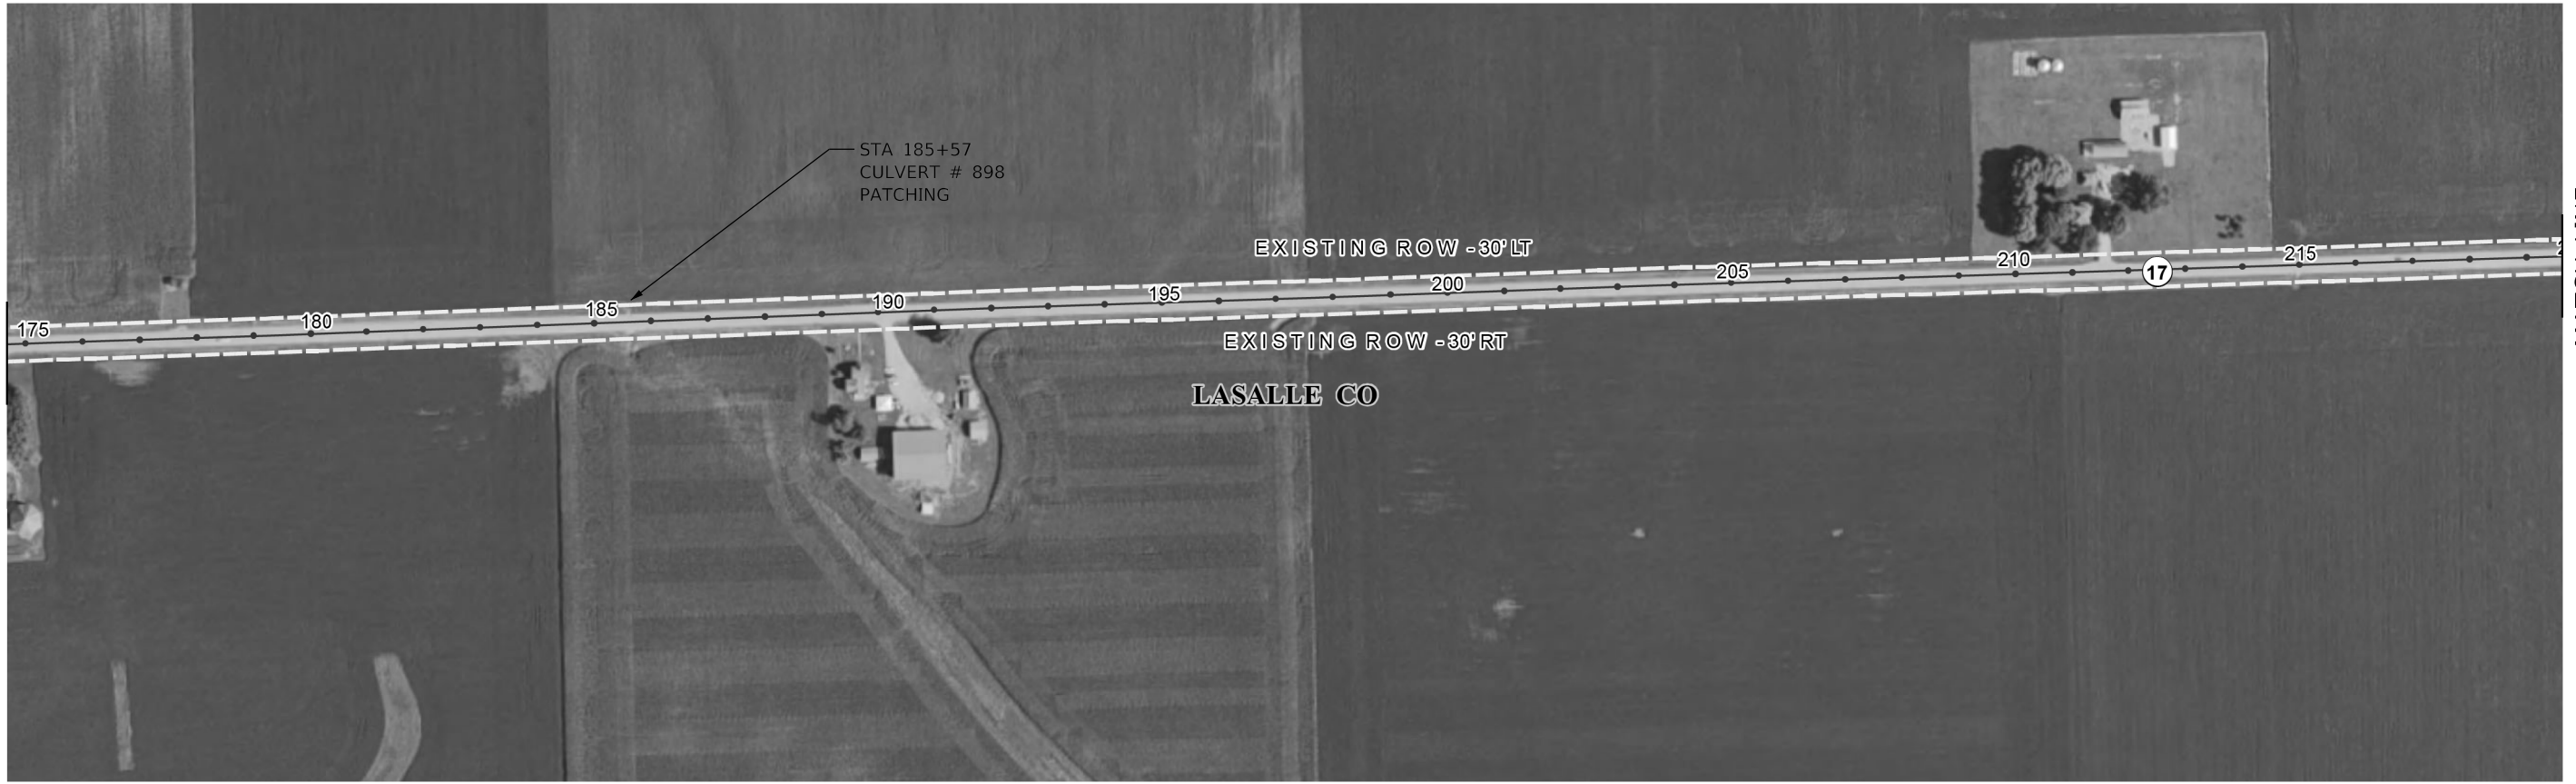 STA 185+57
CULVERT # 898
PATCHING
EXISTING ROW - 30' LT
175
180
185
190
195
200
205
210
17
215
EXISTING ROW - 30' RT
LASALLE CO